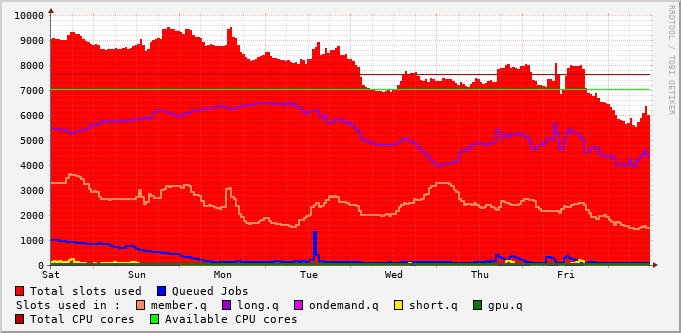 10000
9000
8000
7000
6000
5000
4000
3000
2000
1000
0
Sat Sun Mon Tue Wed Thu Fri
RRDTOOL / TOBI OETIKER
Total slots used Queued Jobs
Slots used in : member.q long.q ondemand.q short.q gpu.q
Total CPU cores Available CPU cores